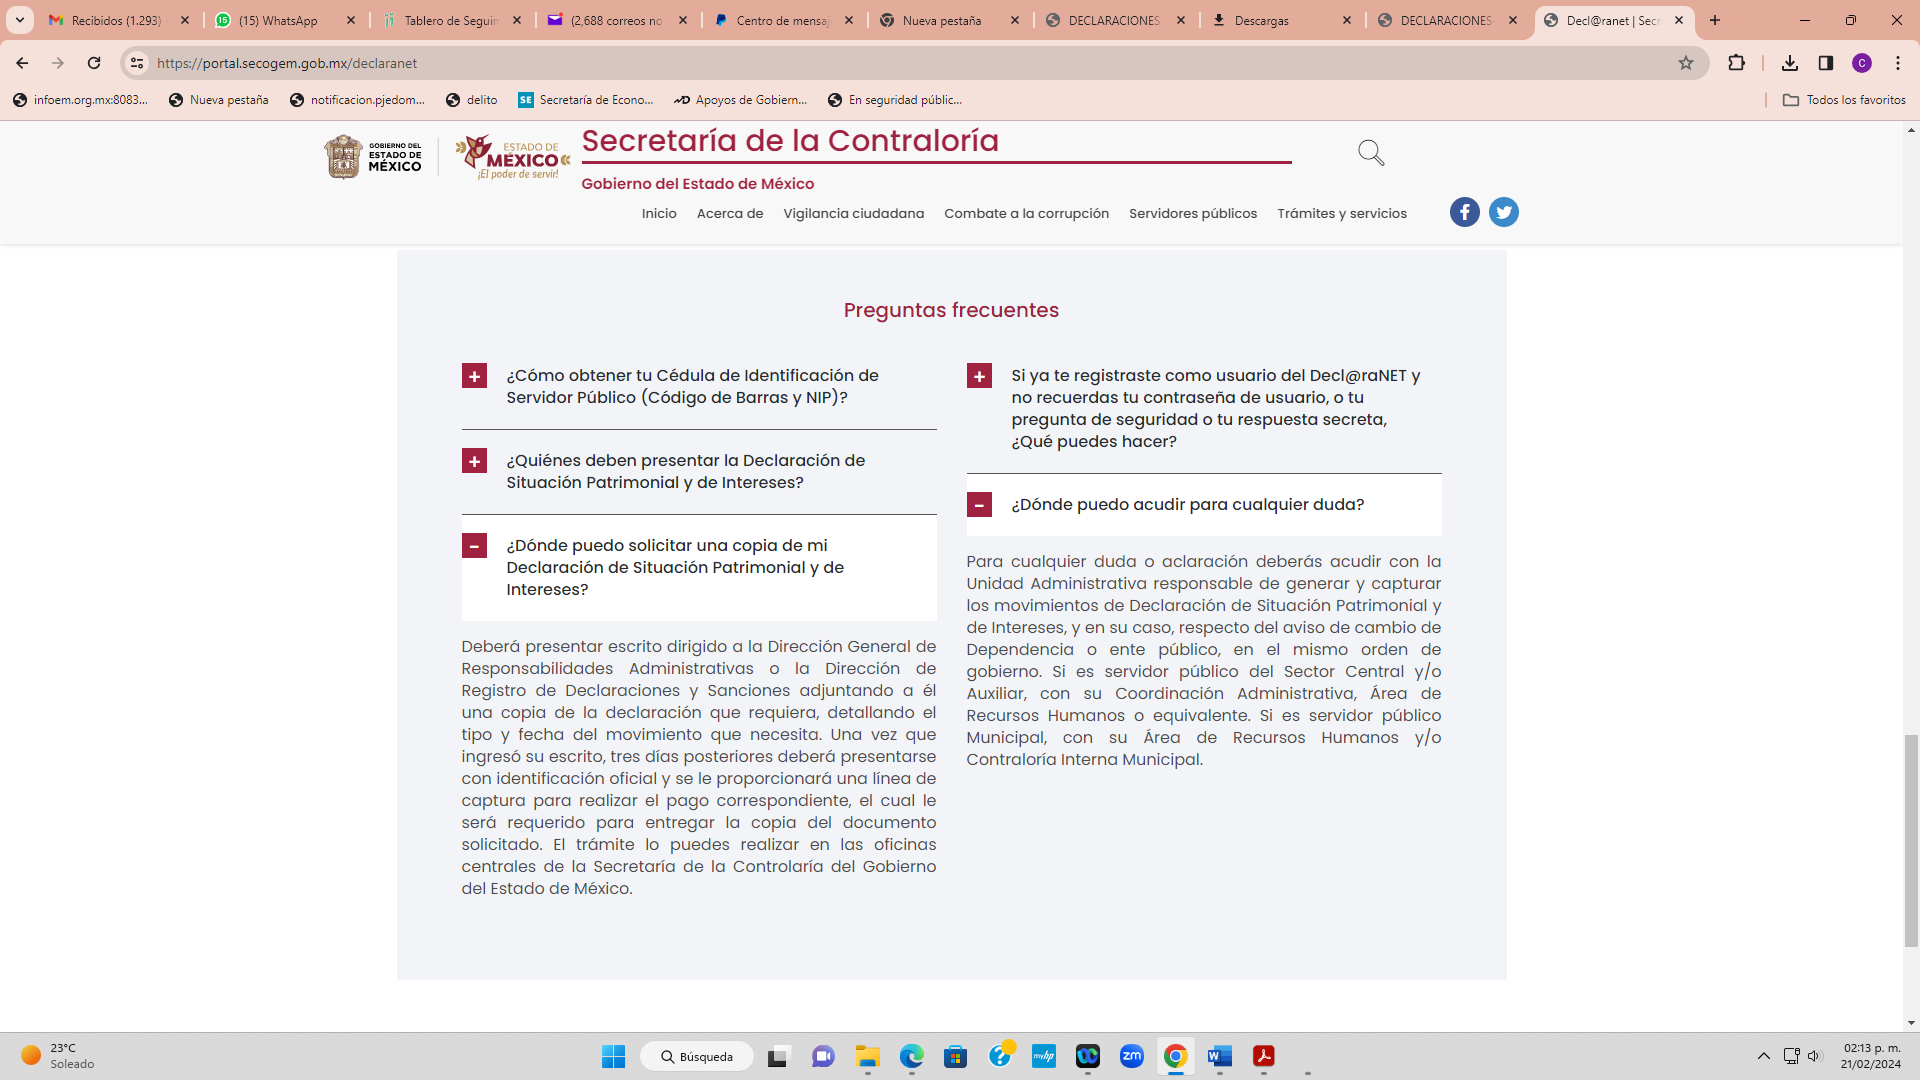 Recibidos (1.293)
(15) WhatsApp
Tablero de Seguim
(2,688 correos no
Centro de mensaj
Nueva pestaña
DECLARACIONES
Descargas
DECLARACIONES
Decl@ranet | Secr
https://portal.secogem.gob.mx/declaranet
C
infoem.org.mx:8083...
Nueva pestaña
notificacion.pjedom...
delito
SE Secretaría de Econo...
Apoyos de Gobiern...
En seguridad públic...
Todos los favoritos
GOBIERNO DEL
ESTADO DE
MÉXICO
ESTADO DE
MÉXICO
¡El poder de servir!
Secretaría de la Contraloría
Gobierno del Estado de México
Inicio Acerca de Vigilancia ciudadana Combate a la corrupción Servidores públicos Trámites y servicios
Preguntas frecuentes
¿Cómo obtener tu Cédula de Identificación de
Servidor Público (Código de Barras y NIP)?
¿Quiénes deben presentar la Declaración de
Situación Patrimonial y de Intereses?
¿Dónde puedo solicitar una copia de mi
Declaración de Situación Patrimonial y de
Intereses?
Deberá presentar escrito dirigido a la Dirección General de
Responsabilidades Administrativas o la Dirección de
Registro de Declaraciones y Sanciones adjuntando a él
una copia de la declaración que requiera, detallando el
tipo y fecha del movimiento que necesita. Una vez que
ingresó su escrito, tres días posteriores deberá presentarse
con identificación oficial y se le proporcionará una línea de
captura para realizar el pago correspondiente, el cual le
será requerido para entregar la copia del documento
solicitado. El trámite lo puedes realizar en las oficinas
centrales de la Secretaría de la Controlaría del Gobierno
del Estado de México.
Si ya te registraste como usuario del Decl@raNET y
no recuerdas tu contraseña de usuario, o tu
pregunta de seguridad o tu respuesta secreta,
¿Qué puedes hacer?
¿Dónde puedo acudir para cualquier duda?
Para cualquier duda o aclaración deberás acudir con la
Unidad Administrativa responsable de generar y capturar
los movimientos de Declaración de Situación Patrimonial y
de Intereses, y en su caso, respecto del aviso de cambio de
Dependencia o ente público, en el mismo orden de
gobierno. Si es servidor público del Sector Central y/o
Auxiliar, con su Coordinación Administrativa, Área de
Recursos Humanos o equivalente. Si es servidor público
Municipal, con su Área de Recursos Humanos y/o
Contraloría Interna Municipal.
23°C
Soleado
Búsqueda
myhp
zm
02:13 p. m.
21/02/2024